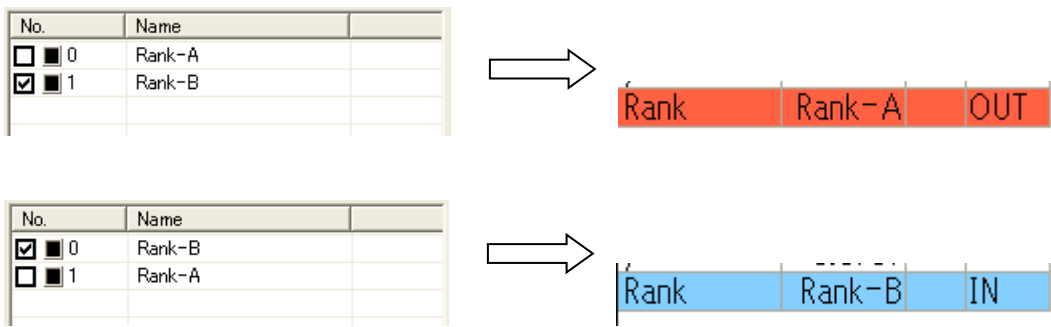 No. Name
0 Rank-A
1 Rank-B
Rank Rank-A OUT
No. Name
0 Rank-B
1 Rank-A
Rank Rank-B IN